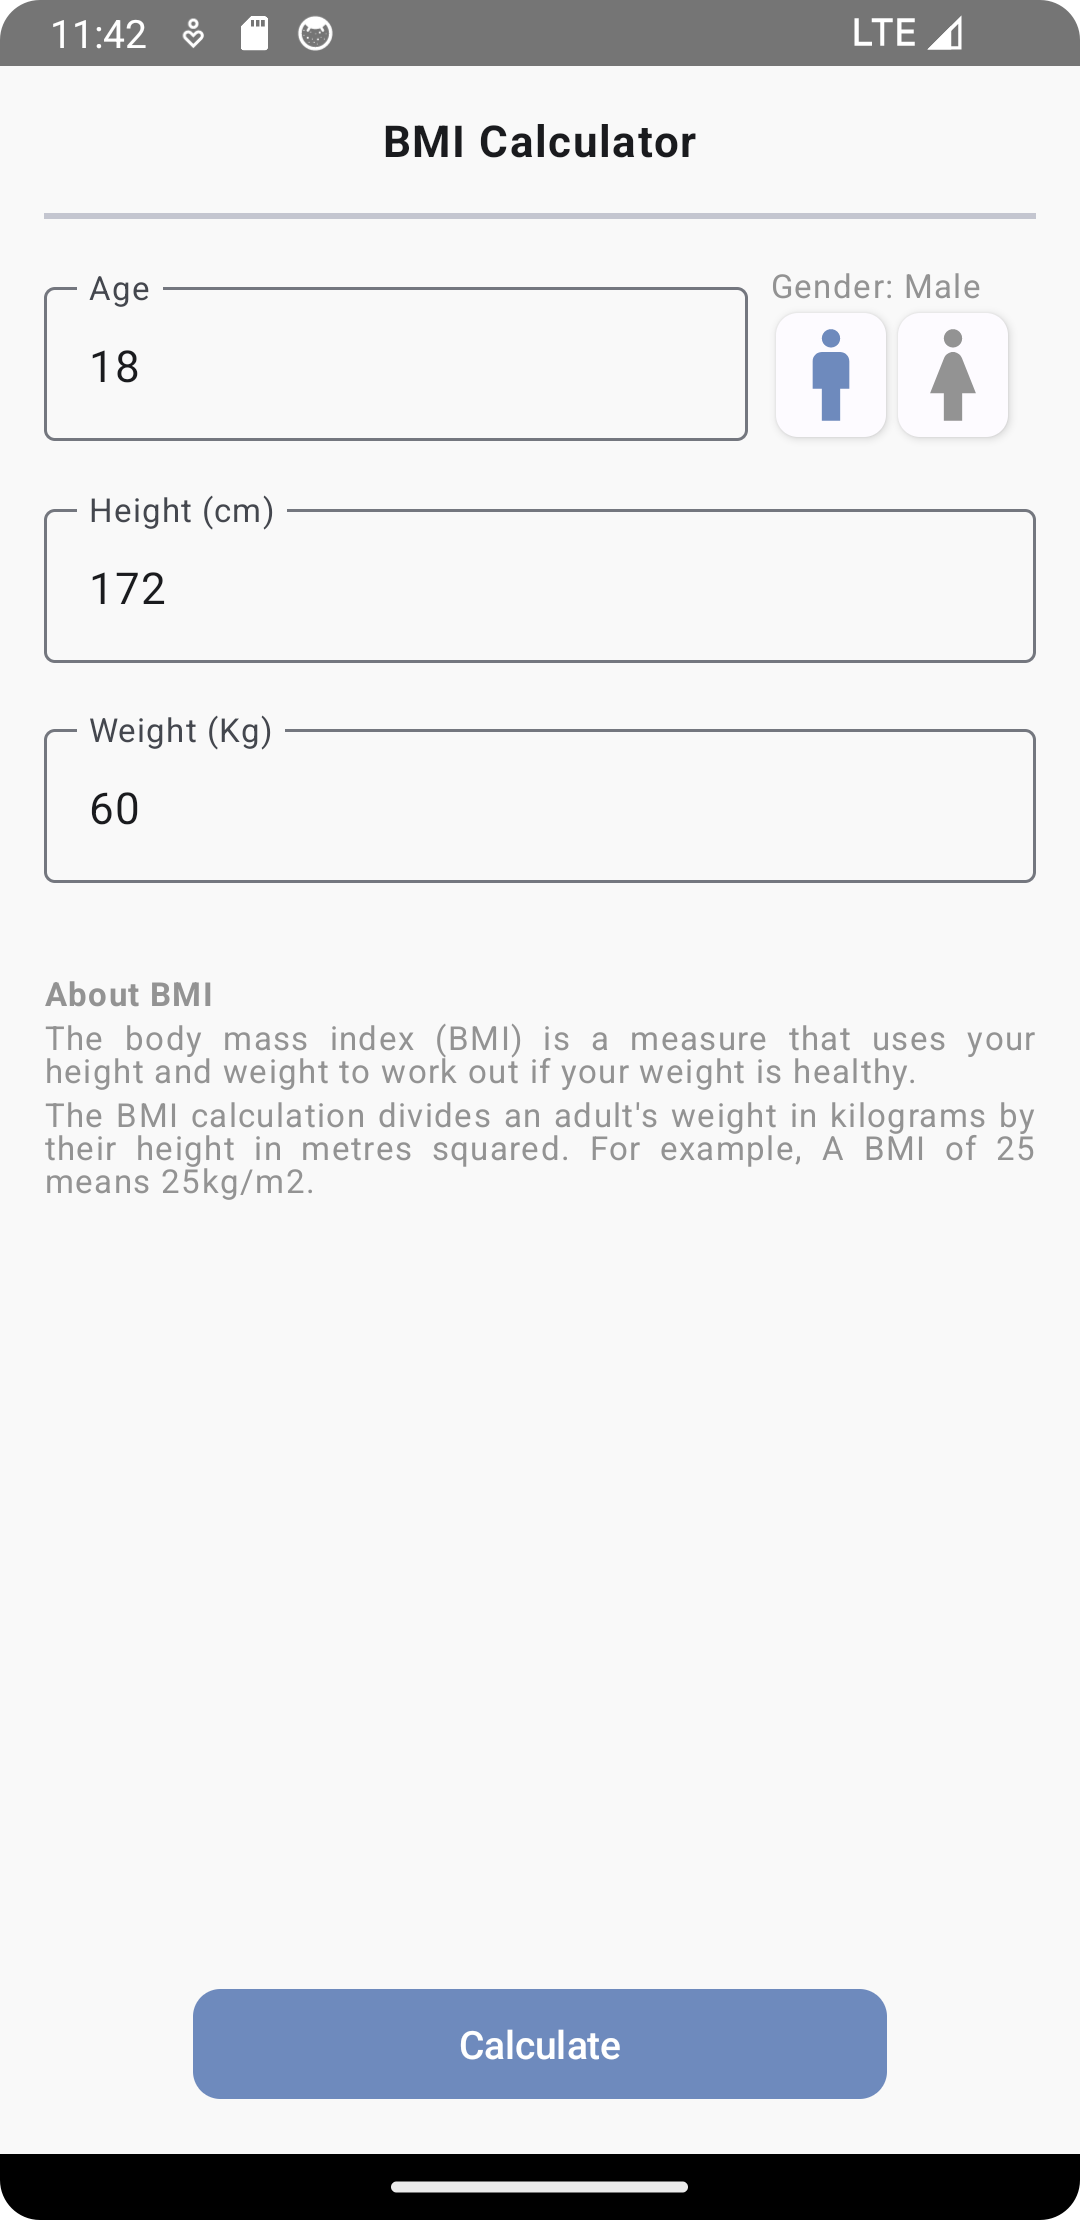 11:42
LTE
BMI Calculator
Age
18
Gender: Male
Height (cm)
172
Weight (Kg)
60
About BMI
The body mass index (BMI) is a measure that uses your
height and weight to work out if your weight is healthy.
The BMI calculation divides an adult's weight in kilograms by
their height in metres squared. For example, A BMI of 25
means 25kg/m2.
Calculate